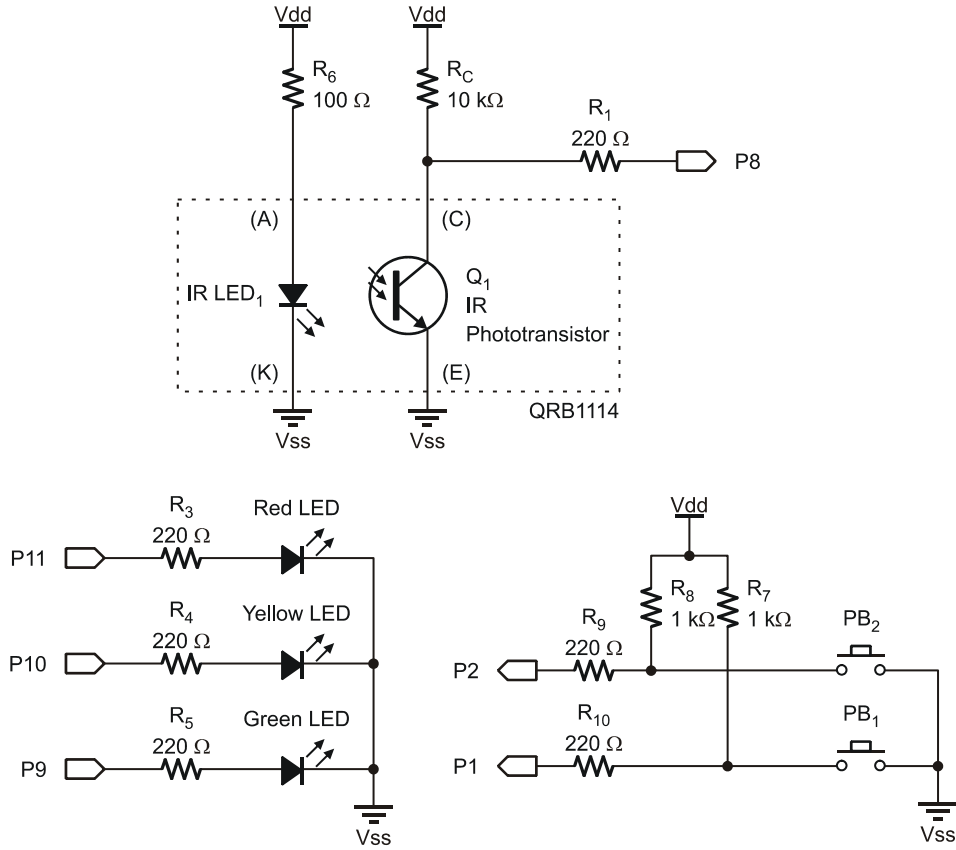 Vdd
Vdd
R6
100 Ω
RC
10 kΩ
R1
220 Ω
P8
(A)
(C)
IR LED1
Q1
IR
Phototransistor
(K)
(E)
QRB1114
Vss
Vss
R3
220 Ω
Red LED
P11
R4
220 Ω
Yellow LED
P10
R5
220 Ω
Green LED
P9
Vss
Vdd
R8
1 kΩ
R7
1 kΩ
R9
220 Ω
PB2
P2
R10
220 Ω
PB1
P1
Vss